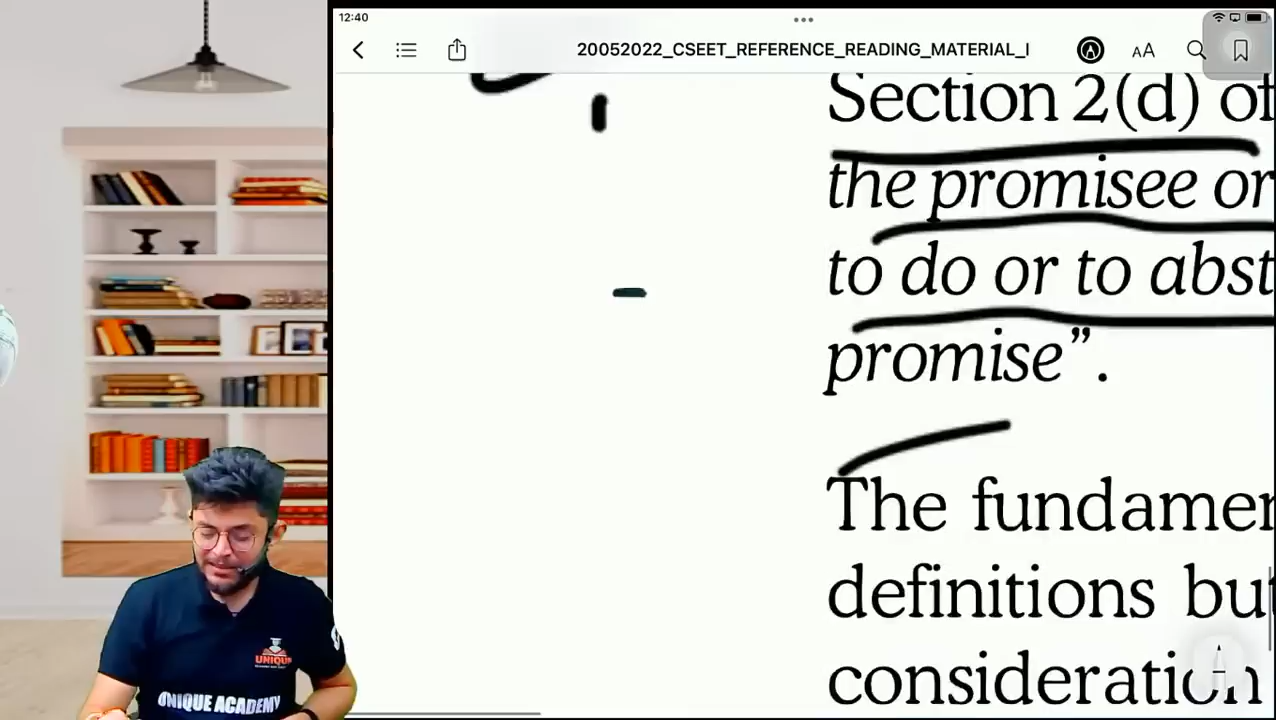 12:40
20052022_CSEET_REFERENCE_READING_MATERIAL_I
AA
Section 2(d) of
the promisee or
to do or to abst
promise”.
The fundamen
definitions but
consideration
UNIQUE
UNIQUE ACADEMY